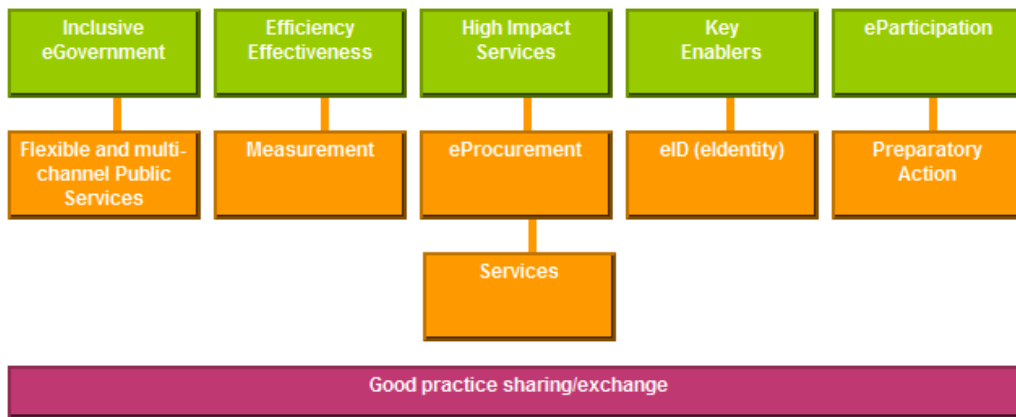 Inclusive
eGovernment
Efficiency
Effectiveness
High Impact
Services
Key
Enablers
eParticipation
Flexible and multi-
channel Public
Services
Measurement
eProcurement
eID (eIdentity)
Preparatory
Action
Services
Good practice sharing/exchange